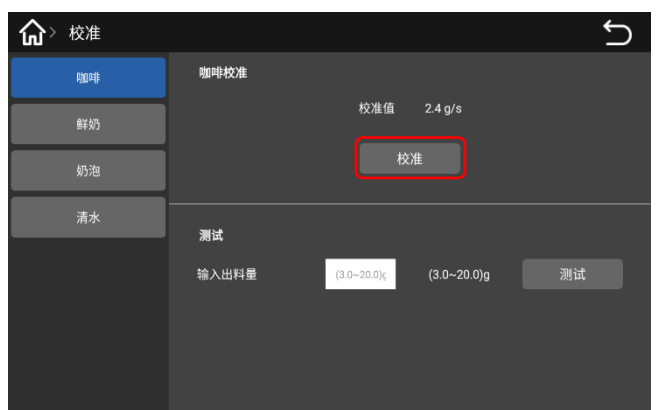 校准
咖啡
鲜奶
奶泡
清水
咖啡校准
校准值 2.4 g/s
校准
测试
输入出料量 (3.0~20.0)g (3.0~20.0)g 测试